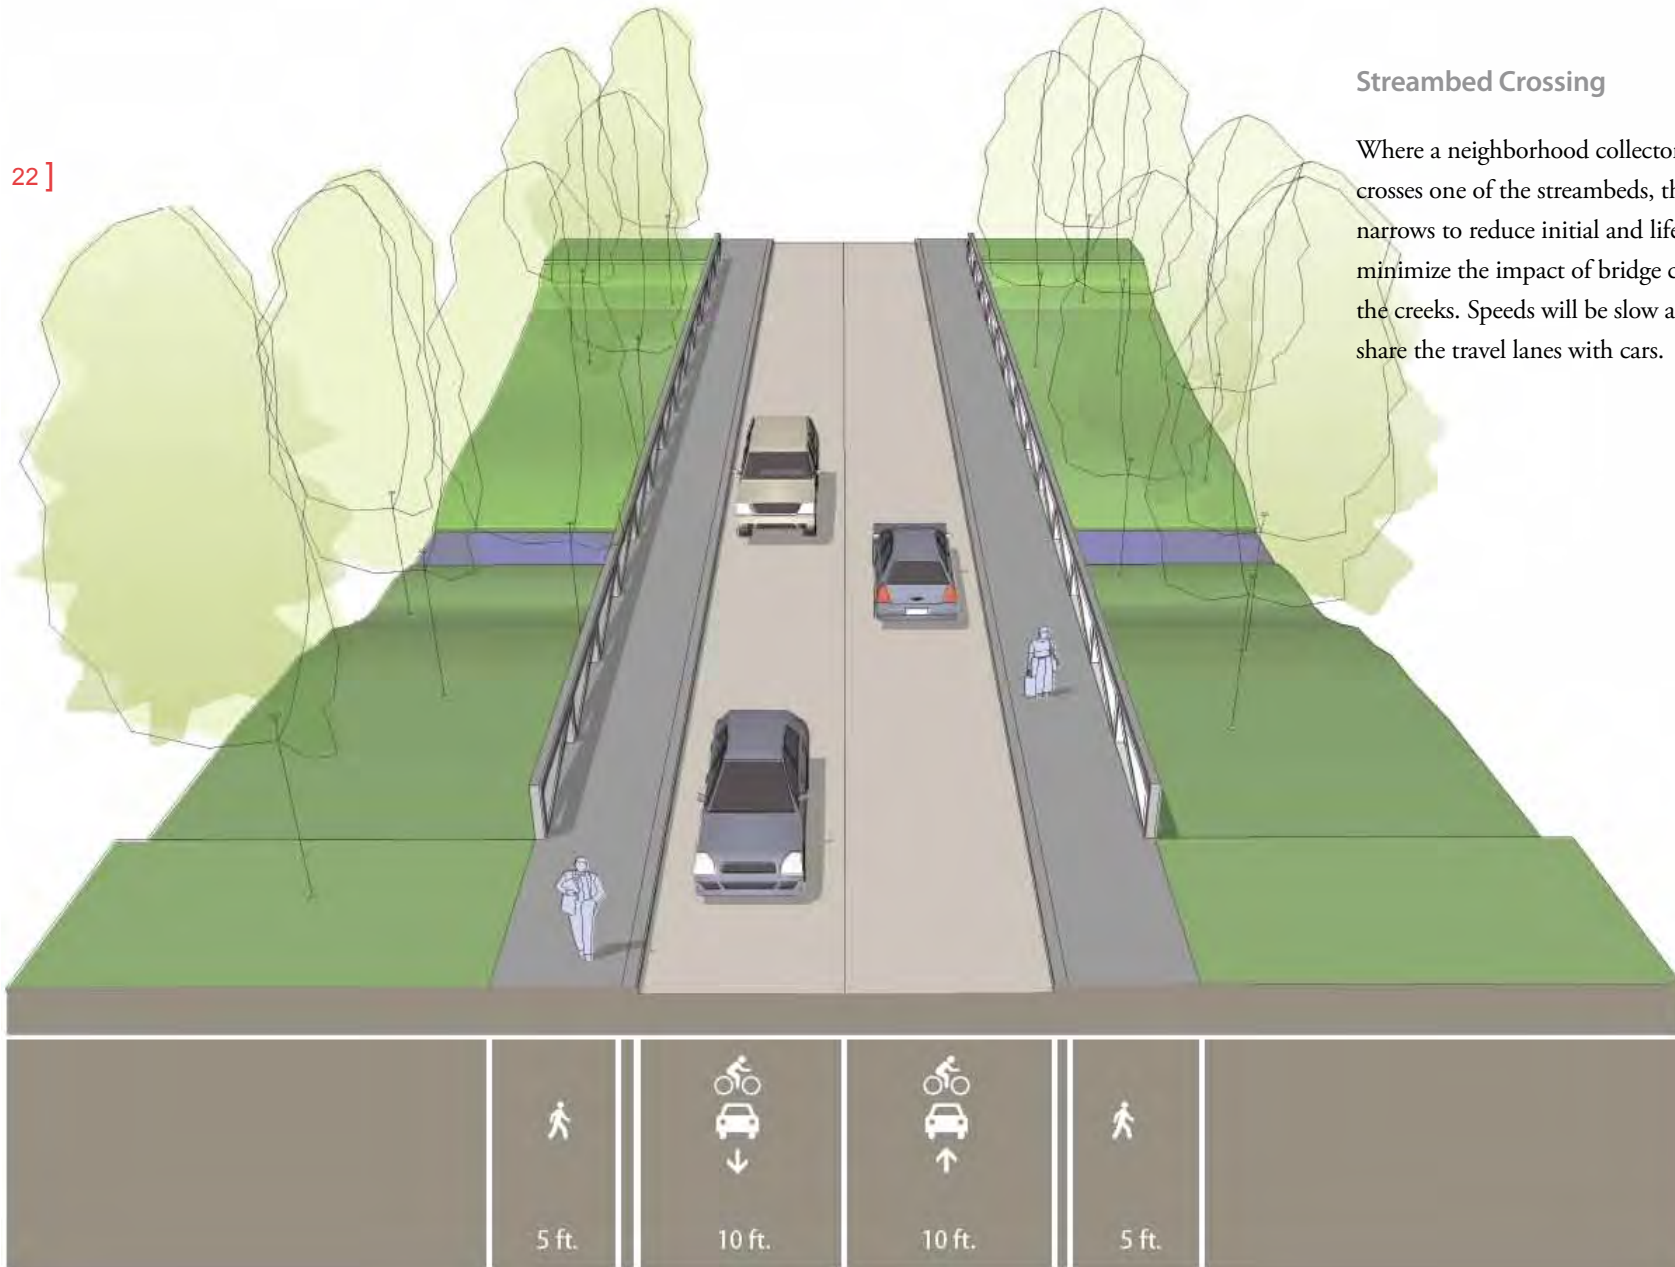 22 ]
Streambed Crossing
Where a neighborhood collector
crosses one of the streambeds,
narrows to reduce initial and
minimize the impact of bridge
the creeks. Speeds will be slow
share the travel lanes with cars.
5 ft.
10 ft.
10 ft.
5 ft.